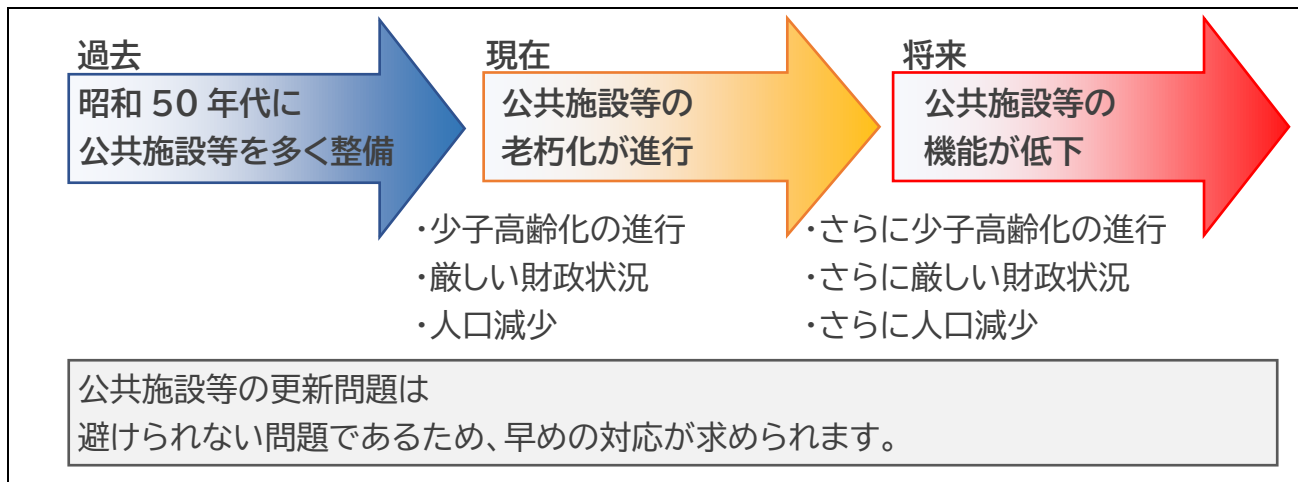 過去
昭和 50 年代に
公共施設等を多く整備
現在
公共施設等の
老朽化が進行
・少子高齢化の進行
・厳しい財政状況
・人口減少
将来
公共施設等の
機能が低下
・さらに少子高齢化の進行
・さらに厳しい財政状況
・さらに人口減少
公共施設等の更新問題は
避けられない問題であるため、早めの対応が求められます。